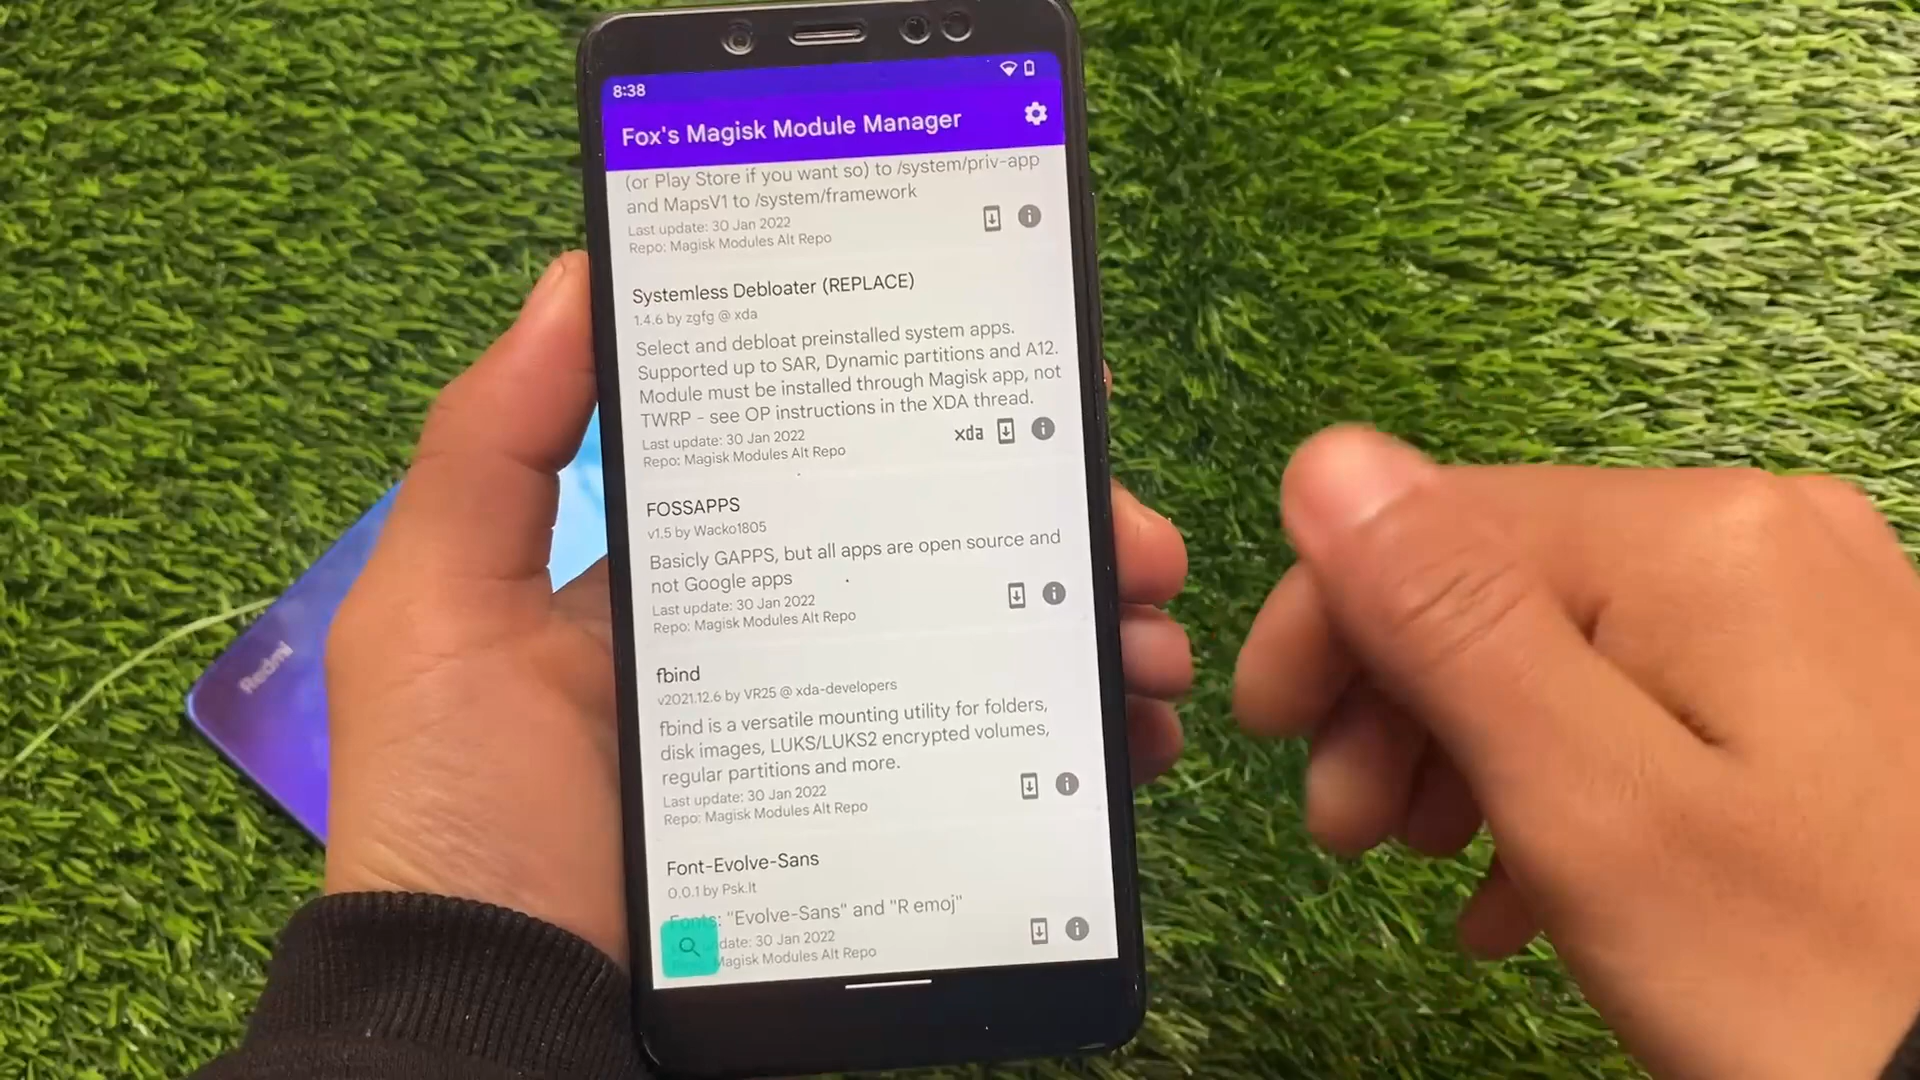 8:38
Fox's Magisk Module Manager
(or Play Store if you want so) to /system/priv-app
and MapsV1 to /system/framework
Last update: 30 Jan 2022
Repo: Magisk Modules Alt Repo
Systemless Debloater (REPLACE)
1.4.6 by zgfg @ xda
Select and debloat preinstalled system apps.
Supported up to SAR, Dynamic partitions and A12.
Module must be installed through Magisk app, not
TWRP - see OP instructions in the XDA thread.
Last update: 30 Jan 2022
xda
Repo: Magisk Modules Alt Repo
FOSSAPPS
v1.5 by Wacko1805
Basicly GAPPS, but all apps are open source and
not Google apps
Last update: 30 Jan 2022
Repo: Magisk Modules Alt Repo
fbind
v2021.12.6 by VR25 @ xda-developers
fbind is a versatile mounting utility for folders,
disk images, LUKS/LUKS2 encrypted volumes,
regular partitions and more.
Last update: 30 Jan 2022
Repo: Magisk Modules Alt Repo
Font-Evolve-Sans
0.0.1 by Psk.It
Fonts: "Evolve-Sans" and "R emoj"
date: 30 Jan 2022
Magisk Modules Alt Repo
Redmi